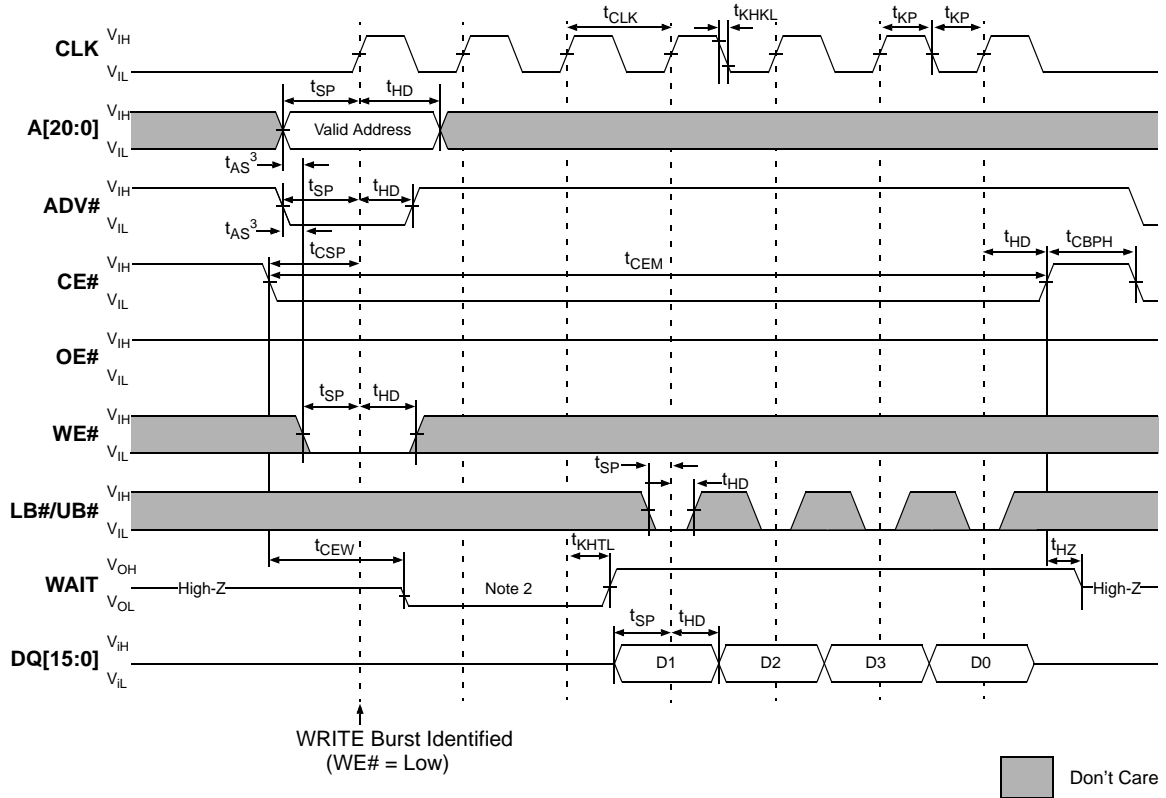 tCLK tKHKL tKP tKP
CLK VIH
VIL
tSP tHD
A[20:0] VIH
VIL
Valid Address
tAS3
tSP tHD
ADV# VIH
VIL
tAS3
tCSP
tHD tCBPH
CE# VIH
VIL
tCEM
OE# VIH
VIL
tSP tHD
WE# VIH
VIL
tSP
tHD
LB#/UB# VIH
VIL
tCEW tKHTL tHZ
WAIT VOH
VOL
High-Z Note 2 High-Z
tSP tHD
DQ[15:0] ViH
ViL
D1 D2 D3 D0
WRITE Burst Identified
(WE# = Low)
Don't Care